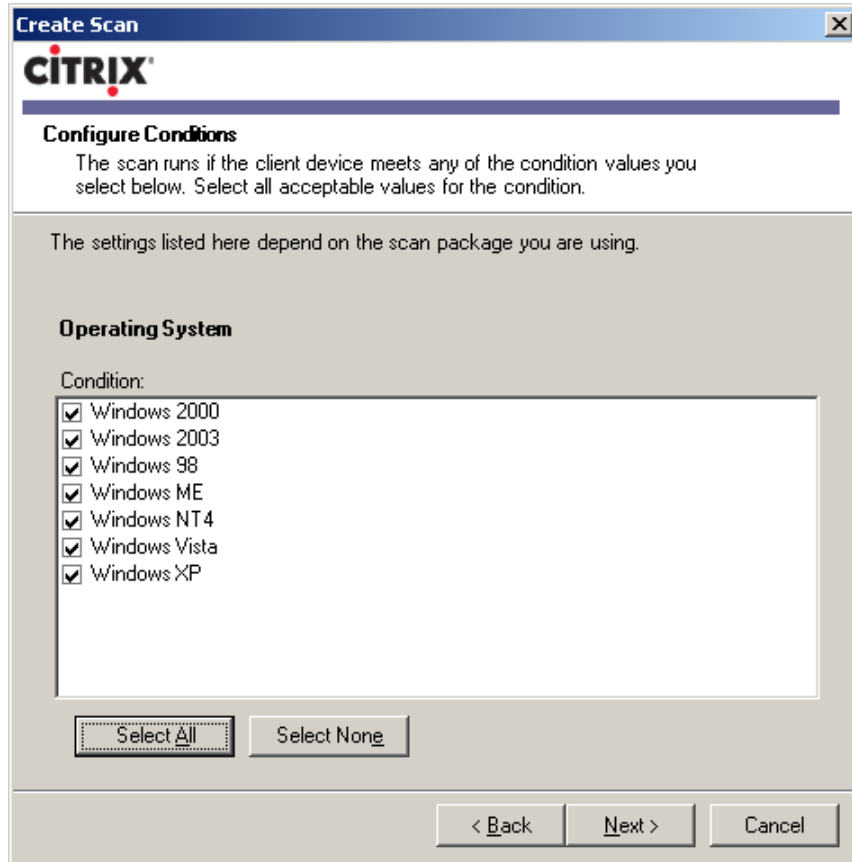 Create Scan
CİTRIX
Configure Conditions
The scan runs if the client device meets any of the condition values you
select below. Select all acceptable values for the condition.
The settings listed here depend on the scan package you are using.
Operating System
Condition:
Windows 2000
Windows 2003
Windows 98
Windows ME
Windows NT4
Windows Vista
Windows XP
Select All
Select None
< Back
Next >
Cancel